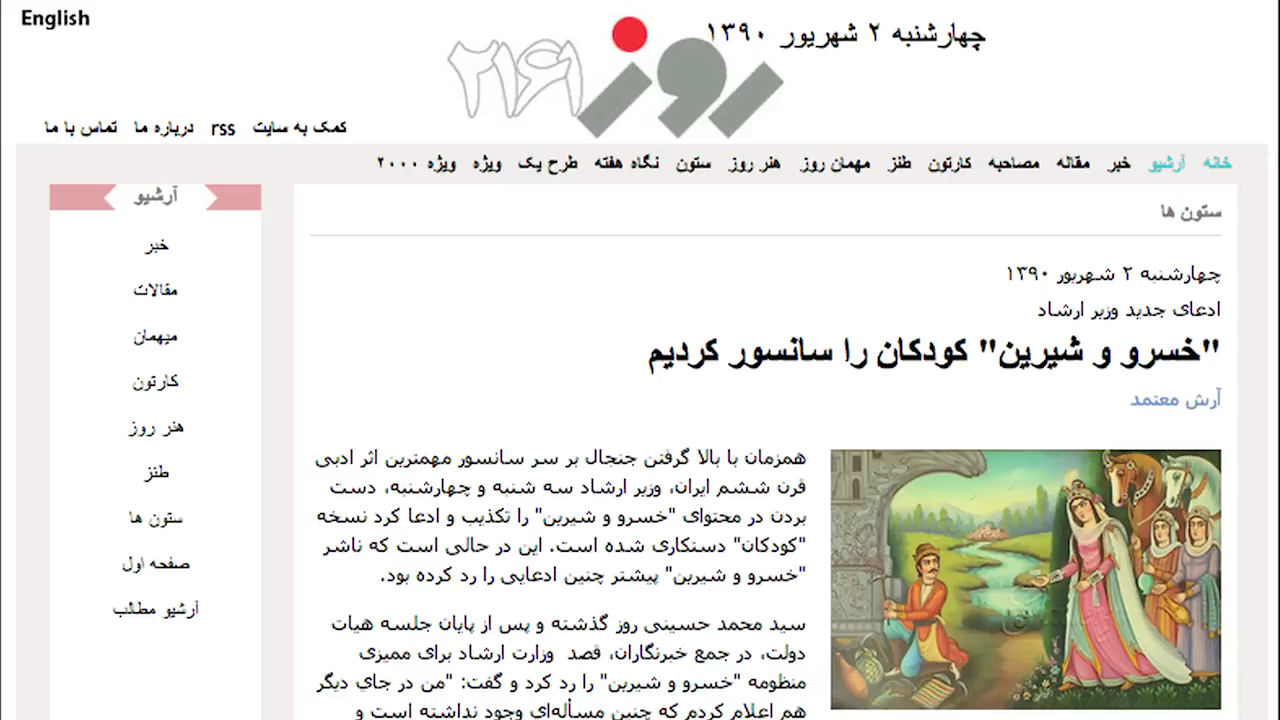 English
چهارشنبه ۲ شهریور ۱۳۹۰
روز ۲۱۶۱
کمک به سایت rss درباره ما تماس با ما
خانه آرشیو خبر مقاله مصاحبه کارتون طنز مهمان روز هنر روز ستون نگاه هفته طرح یک ویژه ویژه ۲۰۰۰
ستون ها
چهارشنبه ۲ شهریور ۱۳۹۰
ادعای جدید وزیر ارشاد
"خسرو و شیرین" کودکان را سانسور کردیم
آرش معتمد
همزمان با بالا گرفتن جنجال بر سر سانسور مهمترین اثر ادبی
قرن ششم ایران، وزیر ارشاد سه شنبه و چهارشنبه، دست
بردن در محتوای "خسرو و شیرین" را تکذیب و ادعا کرد نسخه
"کودکان" دستکاری شده است. این در حالی است که ناشر
"خسرو و شیرین" پیشتر چنین ادعایی را رد کرده بود.
سید محمد حسینی روز گذشته و پس از پایان جلسه هیات
دولت، در جمع خبرنگاران، قصد وزارت ارشاد برای ممیزی
منظومه "خسرو و شیرین" را رد کرد و گفت: "من در جای دیگر
هم اعلام کردم که چنین مسأله‌ای وجود نداشته است و
آرشیو
خبر
مقالات
میهمان
کارتون
هنر روز
طنز
ستون ها
صفحه اول
آرشیو مطالب